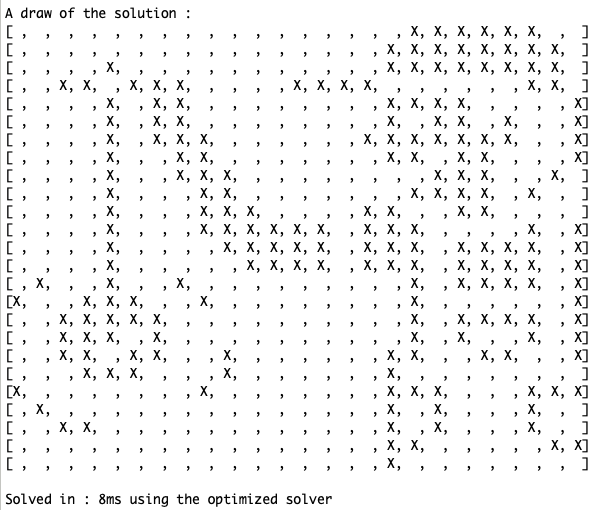 A draw of the solution :
[ ,  ,  ,  ,  ,  ,  ,  ,  ,  ,  ,  ,  ,  ,  ,  ,  , X, X, X, X, X, X,  ,  ]
[ ,  ,  ,  ,  ,  ,  ,  ,  ,  ,  ,  ,  ,  ,  ,  , X, X, X, X, X, X, X, X,  ]
[ ,  ,  ,  , X,  ,  ,  ,  ,  ,  ,  ,  ,  ,  ,  , X, X, X, X, X, X, X, X,  ]
[ ,  , X, X,  , X, X, X,  ,  ,  ,  , X, X, X, X,  ,  ,  ,  ,  ,  , X, X,  ]
[ ,  ,  ,  , X,  , X, X,  ,  ,  ,  ,  ,  ,  ,  , X, X, X, X,  ,  ,  ,  , X]
[ ,  ,  ,  , X,  , X, X,  ,  ,  ,  ,  ,  ,  ,  , X,  , X, X,  , X,  ,  , X]
[ ,  ,  ,  , X,  , X, X, X,  ,  ,  ,  ,  ,  , X, X, X, X, X, X, X,  ,  , X]
[ ,  ,  ,  , X,  ,  , X, X,  ,  ,  ,  ,  ,  ,  , X, X,  , X, X,  ,  ,  , X]
[ ,  ,  ,  , X,  ,  , X, X, X,  ,  ,  ,  ,  ,  ,  ,  , X, X, X,  ,  , X,  ]
[ ,  ,  ,  , X,  ,  ,  , X, X,  ,  ,  ,  ,  ,  ,  , X, X, X, X,  , X,  ,  ]
[ ,  ,  ,  , X,  ,  ,  , X, X, X,  ,  ,  ,  , X, X,  ,  , X, X,  ,  ,  ,  ]
[ ,  ,  ,  , X,  ,  ,  , X, X, X, X, X, X,  , X, X, X,  ,  ,  ,  , X,  , X]
[ ,  ,  ,  , X,  ,  ,  ,  , X, X, X, X, X,  , X, X, X,  , X, X, X, X,  , X]
[ ,  ,  ,  , X,  ,  ,  ,  ,  , X, X, X, X,  , X, X, X,  , X, X, X, X,  , X]
[ , X,  ,  , X,  ,  , X,  ,  ,  ,  ,  ,  ,  ,  ,  , X,  , X, X, X, X,  , X]
[X,  ,  , X, X, X,  ,  , X,  ,  ,  ,  ,  ,  ,  ,  , X,  ,  ,  ,  ,  ,  , X]
[ ,  , X, X, X, X, X,  ,  ,  ,  ,  ,  ,  ,  ,  ,  , X,  , X, X, X, X,  , X]
[ ,  , X, X, X,  , X,  ,  ,  ,  ,  ,  ,  ,  ,  ,  , X,  , X,  ,  , X,  , X]
[ ,  , X, X,  , X, X,  ,  , X,  ,  ,  ,  ,  ,  , X, X,  ,  , X, X,  ,  , X]
[ ,  ,  , X, X, X,  ,  ,  , X,  ,  ,  ,  ,  ,  , X,  ,  ,  ,  ,  ,  ,  ,  ]
[X,  ,  ,  ,  ,  ,  ,  , X,  ,  ,  ,  ,  ,  ,  , X, X, X,  ,  ,  , X, X, X]
[ , X,  ,  ,  ,  ,  ,  ,  ,  ,  ,  ,  ,  ,  ,  , X,  , X,  ,  ,  , X,  ,  ]
[ ,  , X, X,  ,  ,  ,  ,  ,  ,  ,  ,  ,  ,  ,  , X,  , X,  ,  ,  , X,  ,  ]
[ ,  ,  ,  ,  ,  ,  ,  ,  ,  ,  ,  ,  ,  ,  ,  , X, X,  ,  ,  ,  ,  , X, X]
[ ,  ,  ,  ,  ,  ,  ,  ,  ,  ,  ,  ,  ,  ,  ,  , X,  ,  ,  ,  ,  ,  ,  ,  ]
Solved in : 8ms using the optimized solver